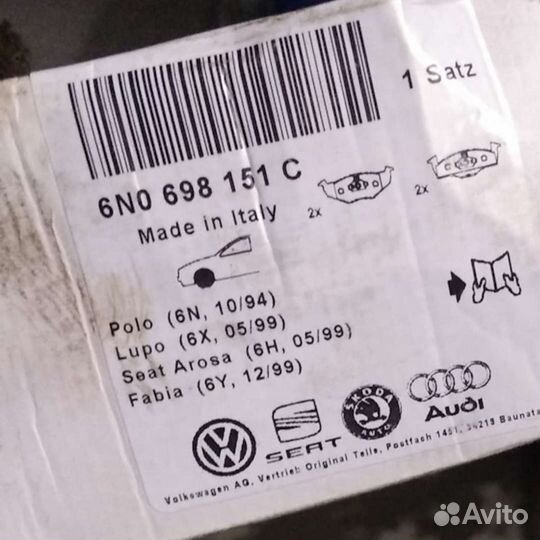 1 Satz
6N0 698 151 C
Made in Italy
2x
2x
Polo (6N, 10/94)
Lupo (6X, 05/99)
Seat Arosa (6H, 05/99)
Fabia (6Y, 12/99)
SEAT
ŠKODA
AUTO
Audi
Volkswagen AG, Vertrieb Original Teile, Postfach 1451, 34219 Baunata
Avito